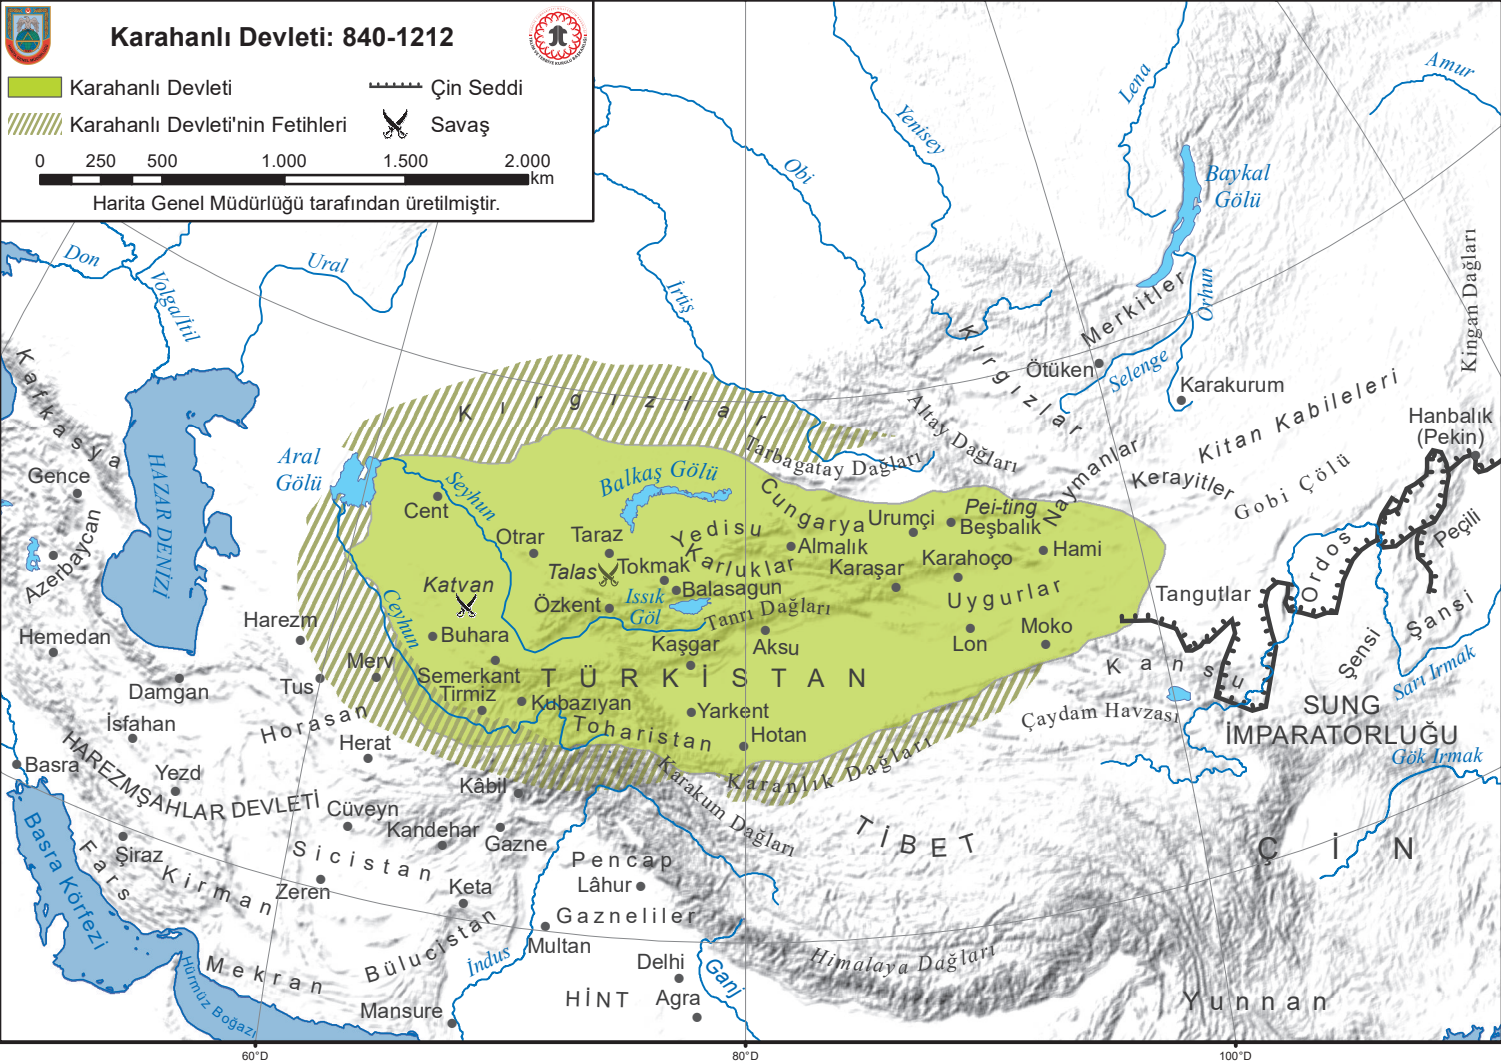 Karahanlı Devleti: 840-1212
Karahanlı Devleti
Çin Seddi
Karahanlı Devleti'nin Fetihleri
Savaş
0 250 500 1.000 1.500 2.000
km
Harita Genel Müdürlüğü tarafından üretilmiştir.
Lena
Amur
Yenisey
Obi
Baykal
Gölü
Don
Volga/İtil
Ural
İrtiş
Orhun
Merkitler
Kingan Dağları
Kırgızlar
Ötüken
Selenge
Karakurum
Kafkasya
Kırgızlar
Altay Dağları
Kitan Kabileleri
Hanbalık
(Pekin)
Tarbagatay Dağları
Naymanlar
Kerayitler
Gobi Çölü
Aral
Gölü
Gence
HAZAR DENİZİ
Seyhun
Balkaş Gölü
Cungarya
Cent
Pei-ting
Urumçi
Beşbalık
Otrar
Taraz
Yedisu
Almalık
Karahoço
Hami
Ordos
Peçili
Azerbaycan
Talas
Tokmak
Karluklar
Karaşar
Katvan
Balasagun
Issık
Göl
Özkent
Tanrı Dağları
Uygurlar
Tangutlar
Şansi
Harezm
Ceyhun
Buhara
Kaşgar
Aksu
Lon
Moko
Şensi
Hemedan
Merv
Semerkant
TÜRKİSTAN
Kansu
Sarı Irmak
Damgan
Tus
Tirmiz
Kubazıyan
Yarkent
SUNG
İMPARATORLUĞU
İsfahan
Horasan
Toharistan
Hotan
Çaydam Havzası
Herat
HAREZMŞAHLAR DEVLETİ
Basra
Yezd
Kâbil
Karakum Dağları
Karanlık Dağları
Gök Irmak
Cüveyn
Kandehar
Gazne
TİBET
ÇİN
Basra Körfezi
Fars
Şiraz
Kirman
Sicistan
Zeren
Keta
Pencap
Lâhur
Gazneliler
Multan
Bülucistan
İndus
Mekran
Hürmüz Boğazı
Mansure
Delhi
Ganj
Agra
HİNT
Himalaya Dağları
Yunnan
60°D
80°D
100°D